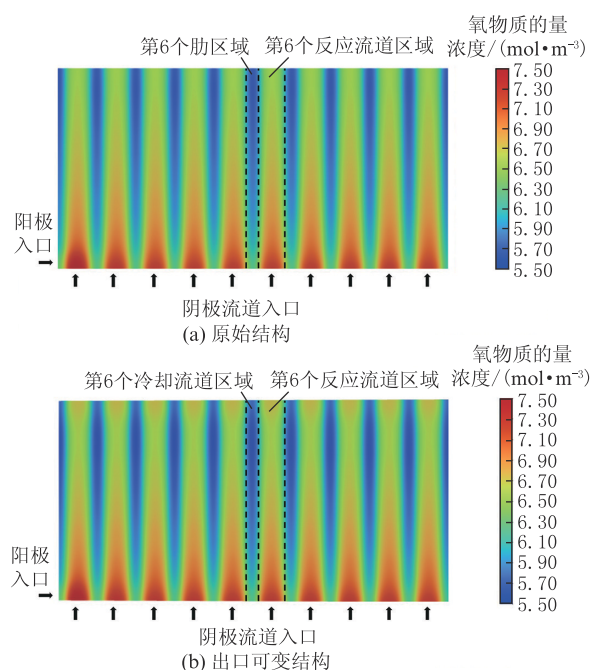 氧物质的量
浓度/(mol•m⁻³)
第6个肋区域
第6个反应流道区域
7.50
7.30
7.10
6.90
6.70
6.50
6.30
6.10
5.90
5.70
5.50
阳极
入口
阴极流道入口
(a) 原始结构
氧物质的量
浓度/(mol•m⁻³)
第6个冷却流道区域
第6个反应流道区域
7.50
7.30
7.10
6.90
6.70
6.50
6.30
6.10
5.90
5.70
5.50
阳极
入口
阴极流道入口
(b) 出口可变结构